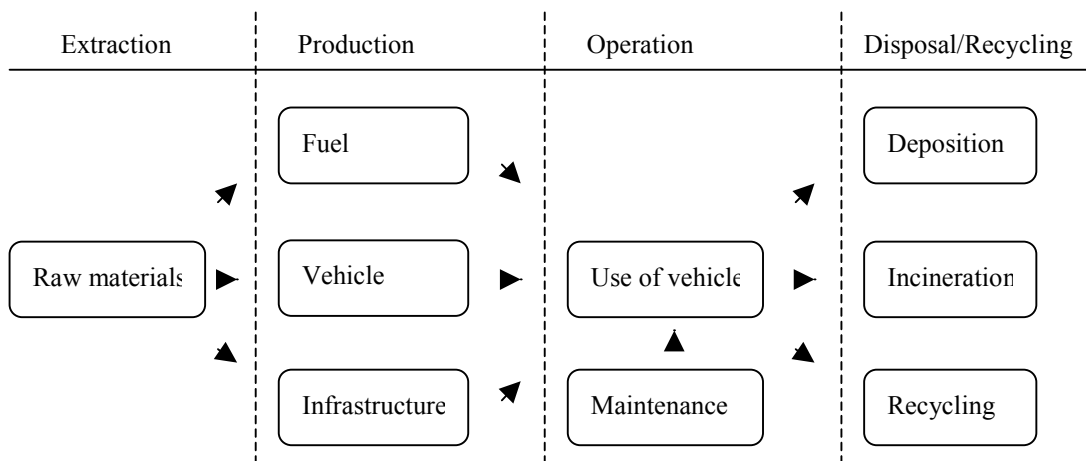 Extraction
Production
Operation
Disposal/Recycling
Fuel
Deposition
Raw materials
Vehicle
Use of vehicle
Incineration
Infrastructure
Maintenance
Recycling